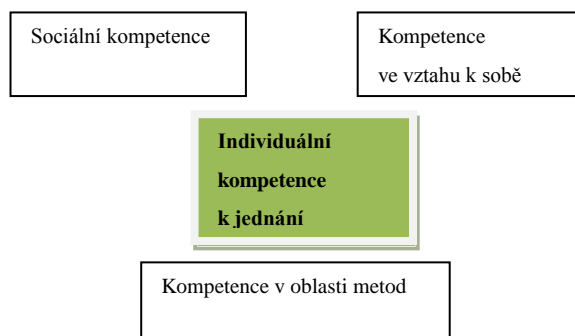 Sociální kompetence
Kompetence
ve vztahu k sobě
Individuální
kompetence
k jednání
Kompetence v oblasti metod